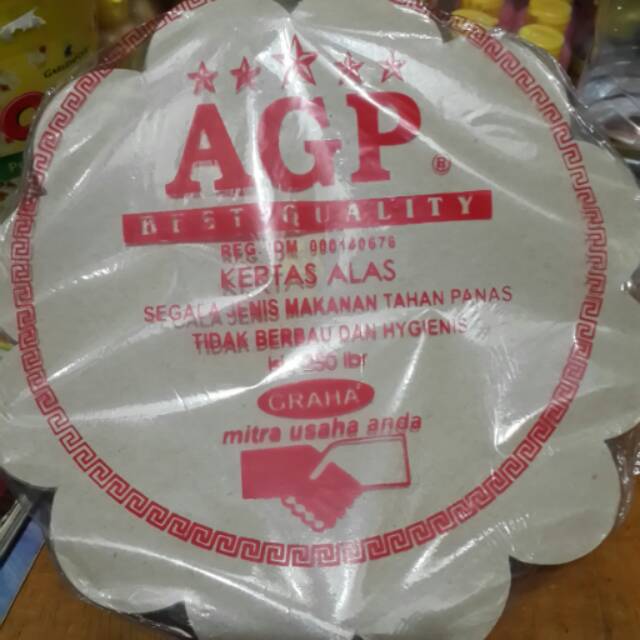 AGP
®
BEST QUALITY
REG. DM 000140676
KERTAS ALAS
SEGALA JENIS MAKANAN TAHAN PANAS
TIDAK BERBAU DAN HYGIENIS
250 lbr
GRAHA
mitra usaha anda